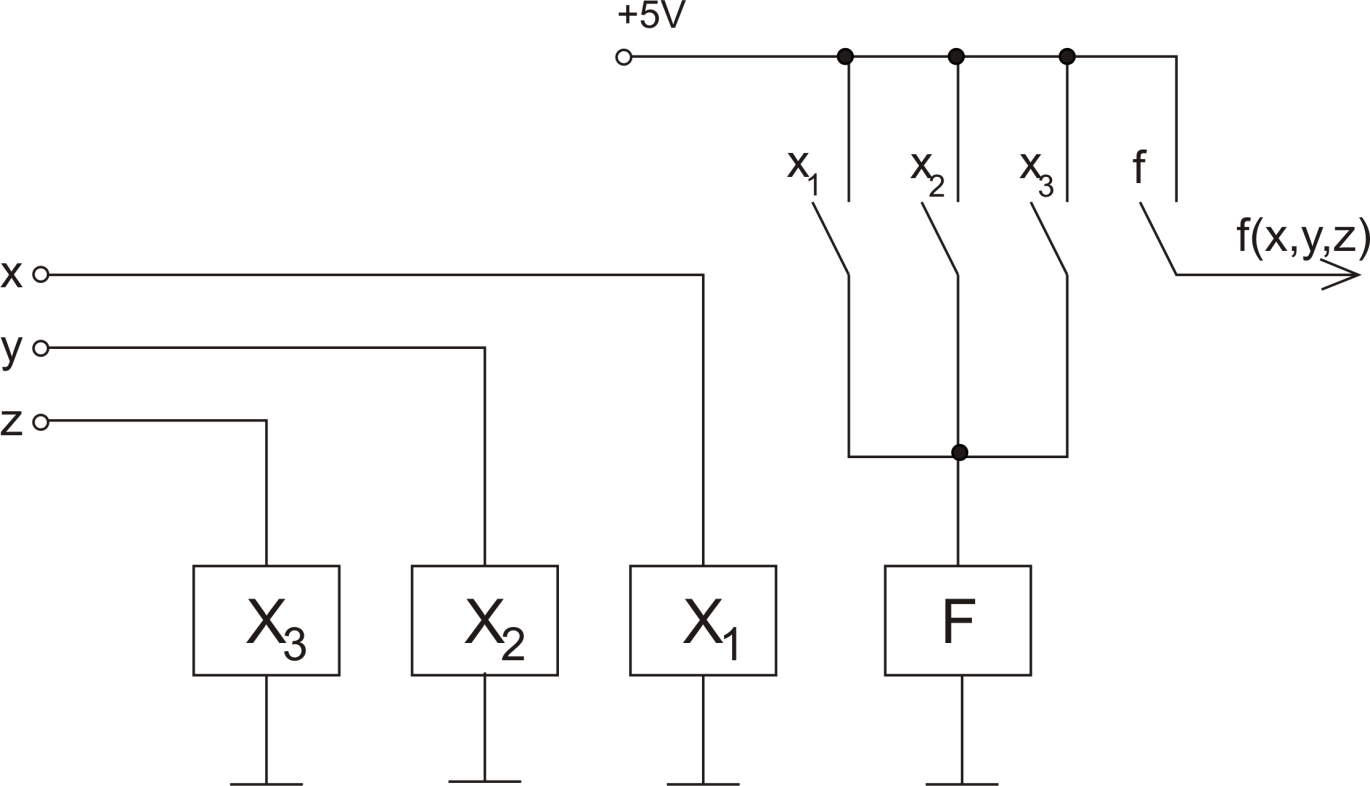 +5V
x₁ x₂ x₃ f
f(x,y,z)
x
y
z
X₃ X₂ X₁ F